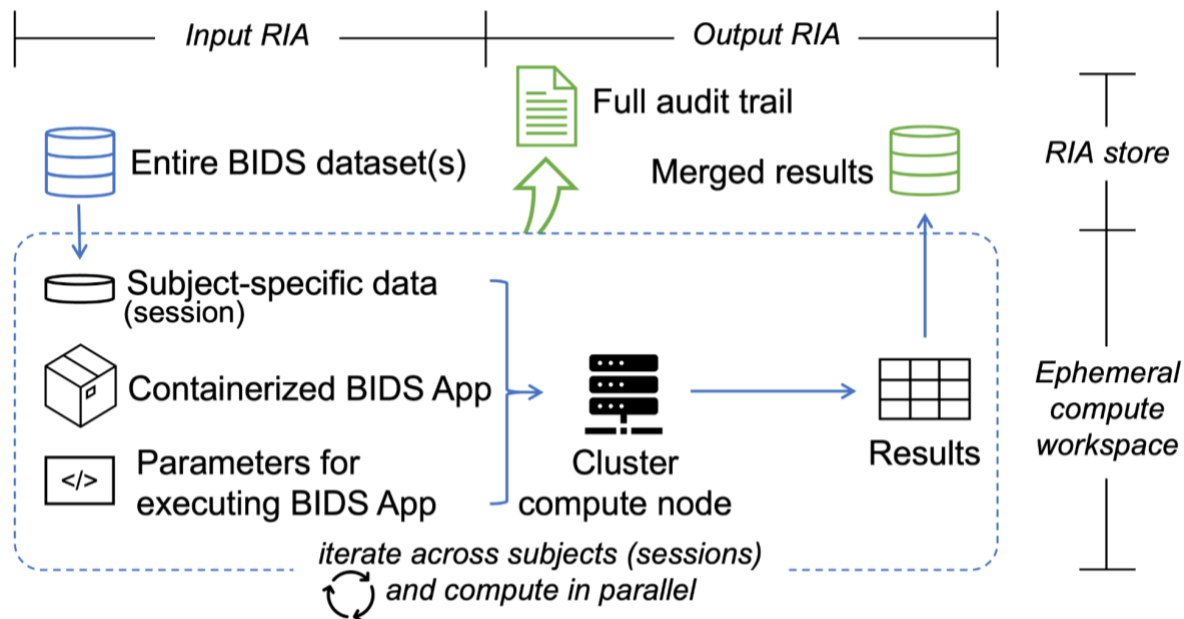 Input RIA
Output RIA
Full audit trail
Entire BIDS dataset(s)
Merged results
RIA store
Subject-specific data
(session)
Containerized BIDS App
</>
Parameters for
executing BIDS App
Cluster
compute node
Results
Ephemeral
compute
workspace
iterate across subjects (sessions)
and compute in parallel